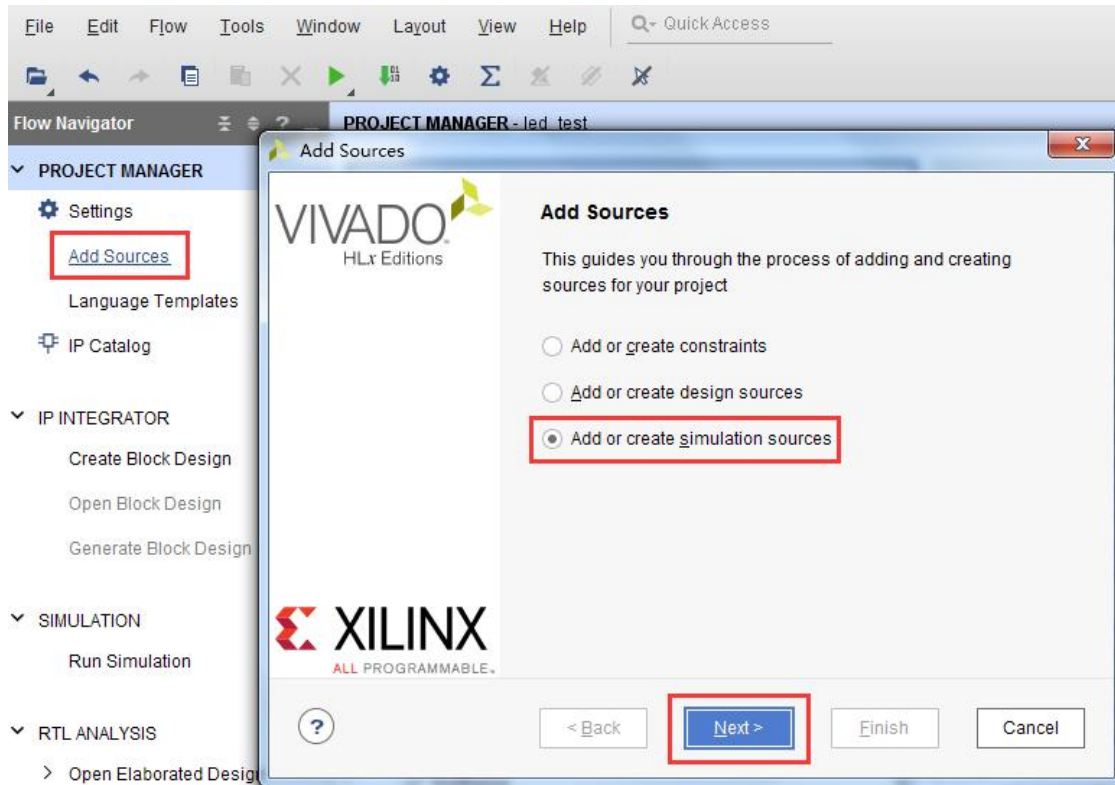 File Edit Flow Tools Window Layout View Help Quick Access
Flow Navigator
PROJECT MANAGER - led_test
PROJECT MANAGER
Settings
Add Sources
Language Templates
IP Catalog
IP INTEGRATOR
Create Block Design
Open Block Design
Generate Block Design
SIMULATION
Run Simulation
RTL ANALYSIS
Open Elaborated Desig
Add Sources
VIVADO
HLx Editions
XILINX
ALL PROGRAMMABLE.
Add Sources
This guides you through the process of adding and creating
sources for your project
Add or create constraints
Add or create design sources
Add or create simulation sources
? < Back Next > Finish Cancel